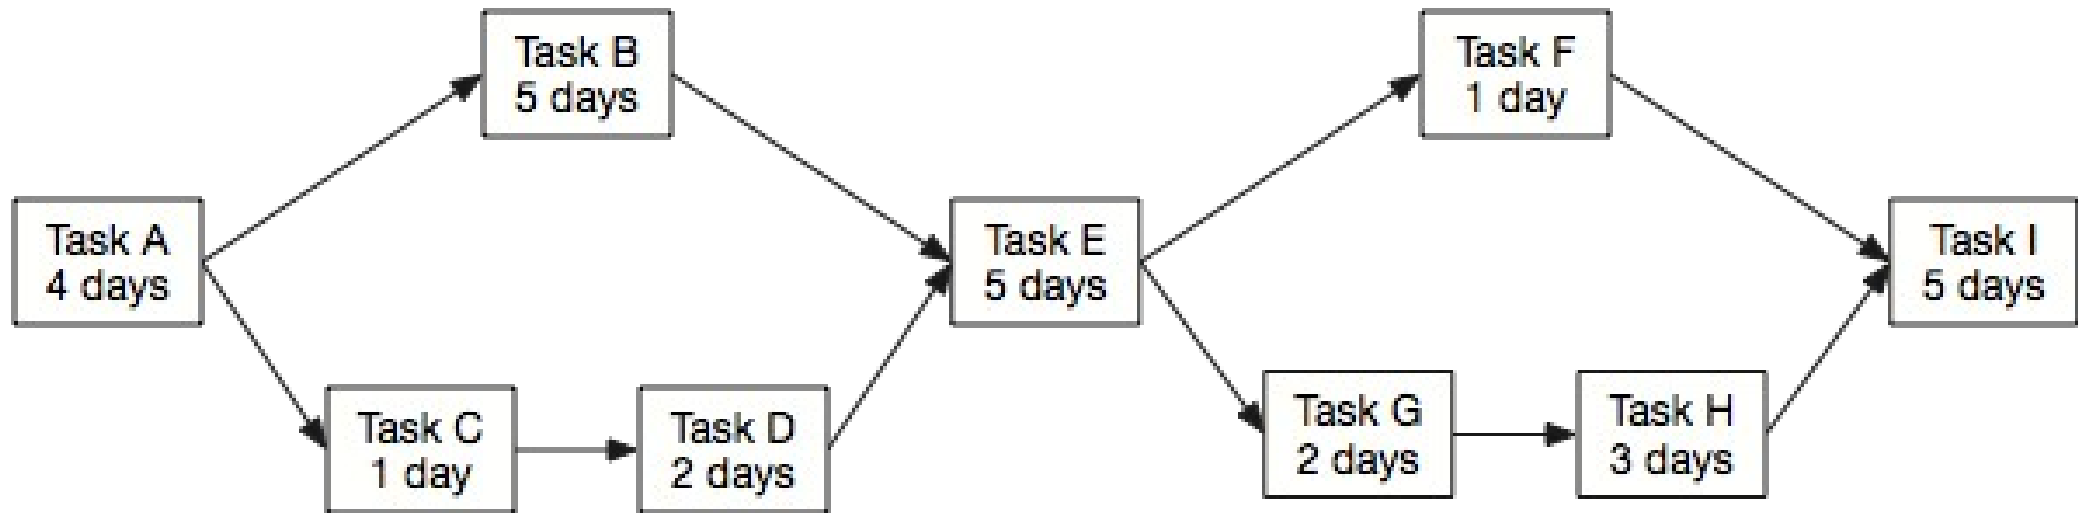 Task B
5 days
Task F
1 day
Task A
4 days
Task E
5 days
Task I
5 days
Task C
1 day
Task D
2 days
Task G
2 days
Task H
3 days